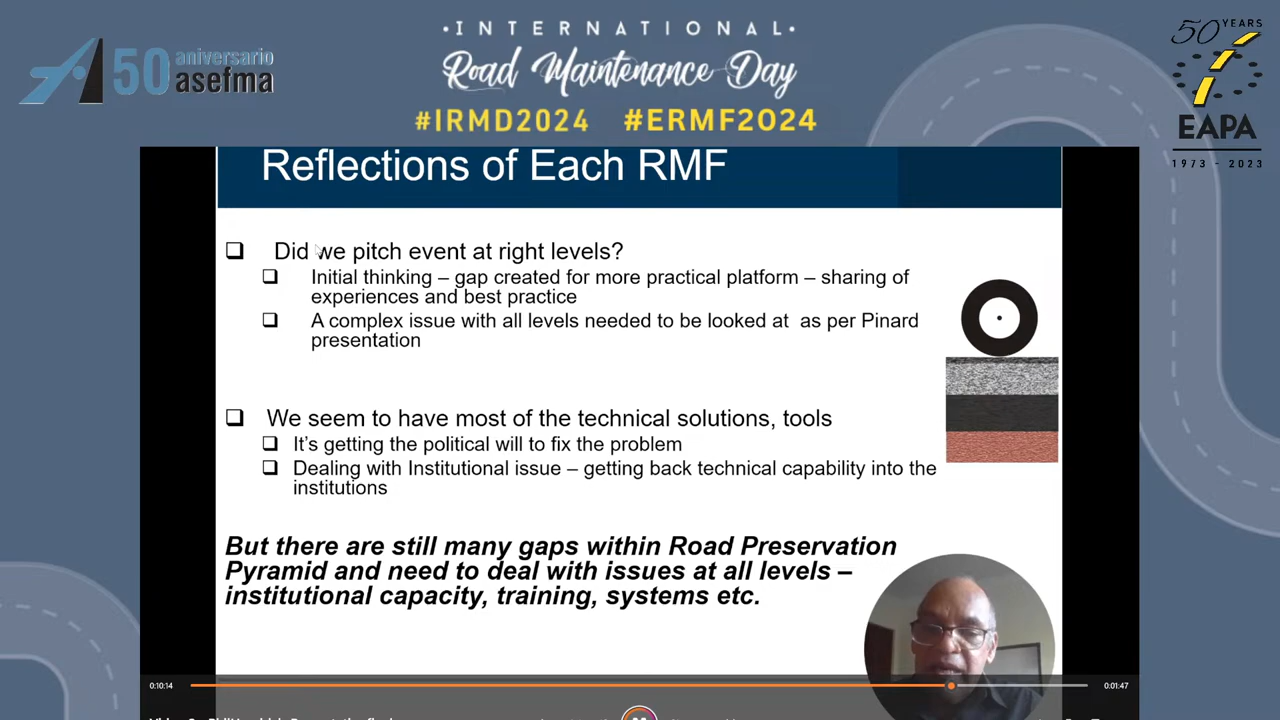 ·INTERNATIONAL·
Road Maintenance Day
#IRMD2024 #ERMF2024
50 aniversario
asefma
50 YEARS
EAPA
1973 - 2023
Reflections of Each RMF
Did we pitch event at right levels?
Initial thinking – gap created for more practical platform – sharing of
experiences and best practice
A complex issue with all levels needed to be looked at as per Pinard
presentation
We seem to have most of the technical solutions, tools
It's getting the political will to fix the problem
Dealing with Institutional issue – getting back technical capability into the
institutions
But there are still many gaps within Road Preservation
Pyramid and need to deal with issues at all levels –
institutional capacity, training, systems etc.
0:10:14
0:01:47